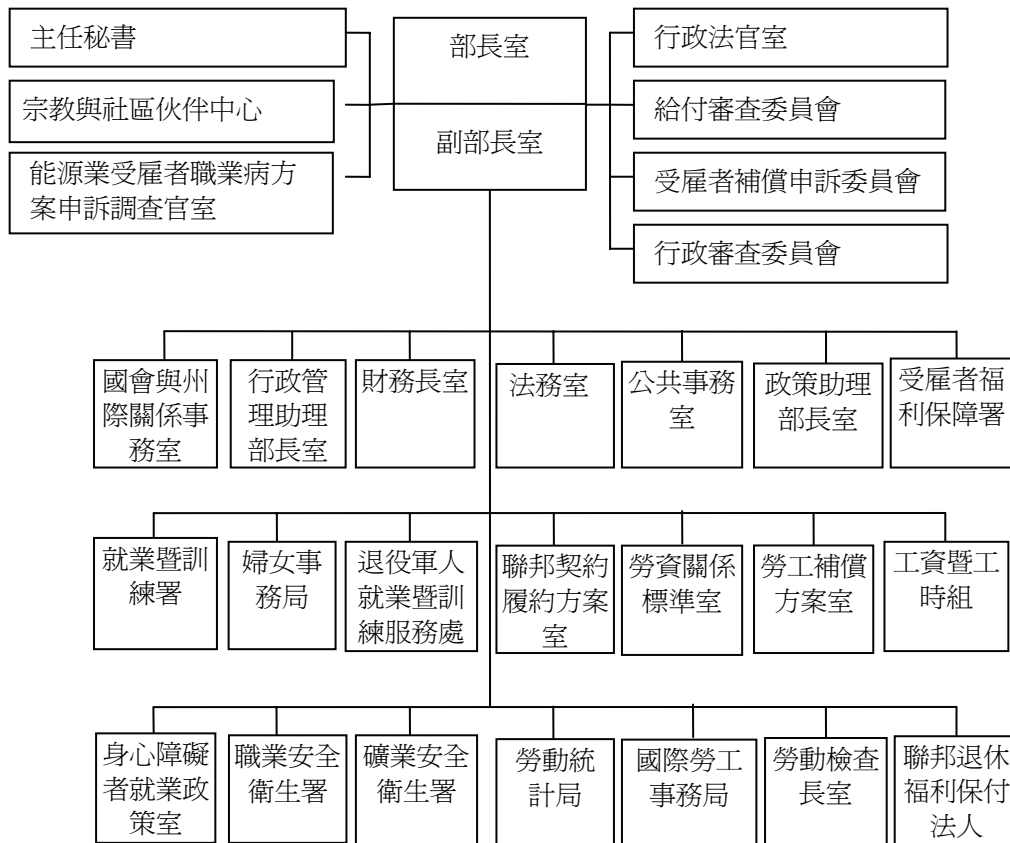 主任秘書
宗教與社區伙伴中心
能源業受雇者職業病方
案申訴調查官室
部長室
副部長室
行政法官室
給付審查委員會
受雇者補償申訴委員會
行政審查委員會
國會與州
際關係事
務室
行政管
理助理
部長室
財務長室
法務室
公共事務
室
政策助理
部長室
受雇者福
利保障署
就業暨訓
練署
婦女事
務局
退役軍人
就業暨訓
練服務處
聯邦契約
履約方案
室
勞資關係
標準室
勞工補償
方案室
工資暨工
時組
身心障礙
者就業政
策室
職業安全
衛生署
礦業安全
衛生署
勞動統
計局
國際勞工
事務局
勞動檢查
長室
聯邦退休
福利保付
法人